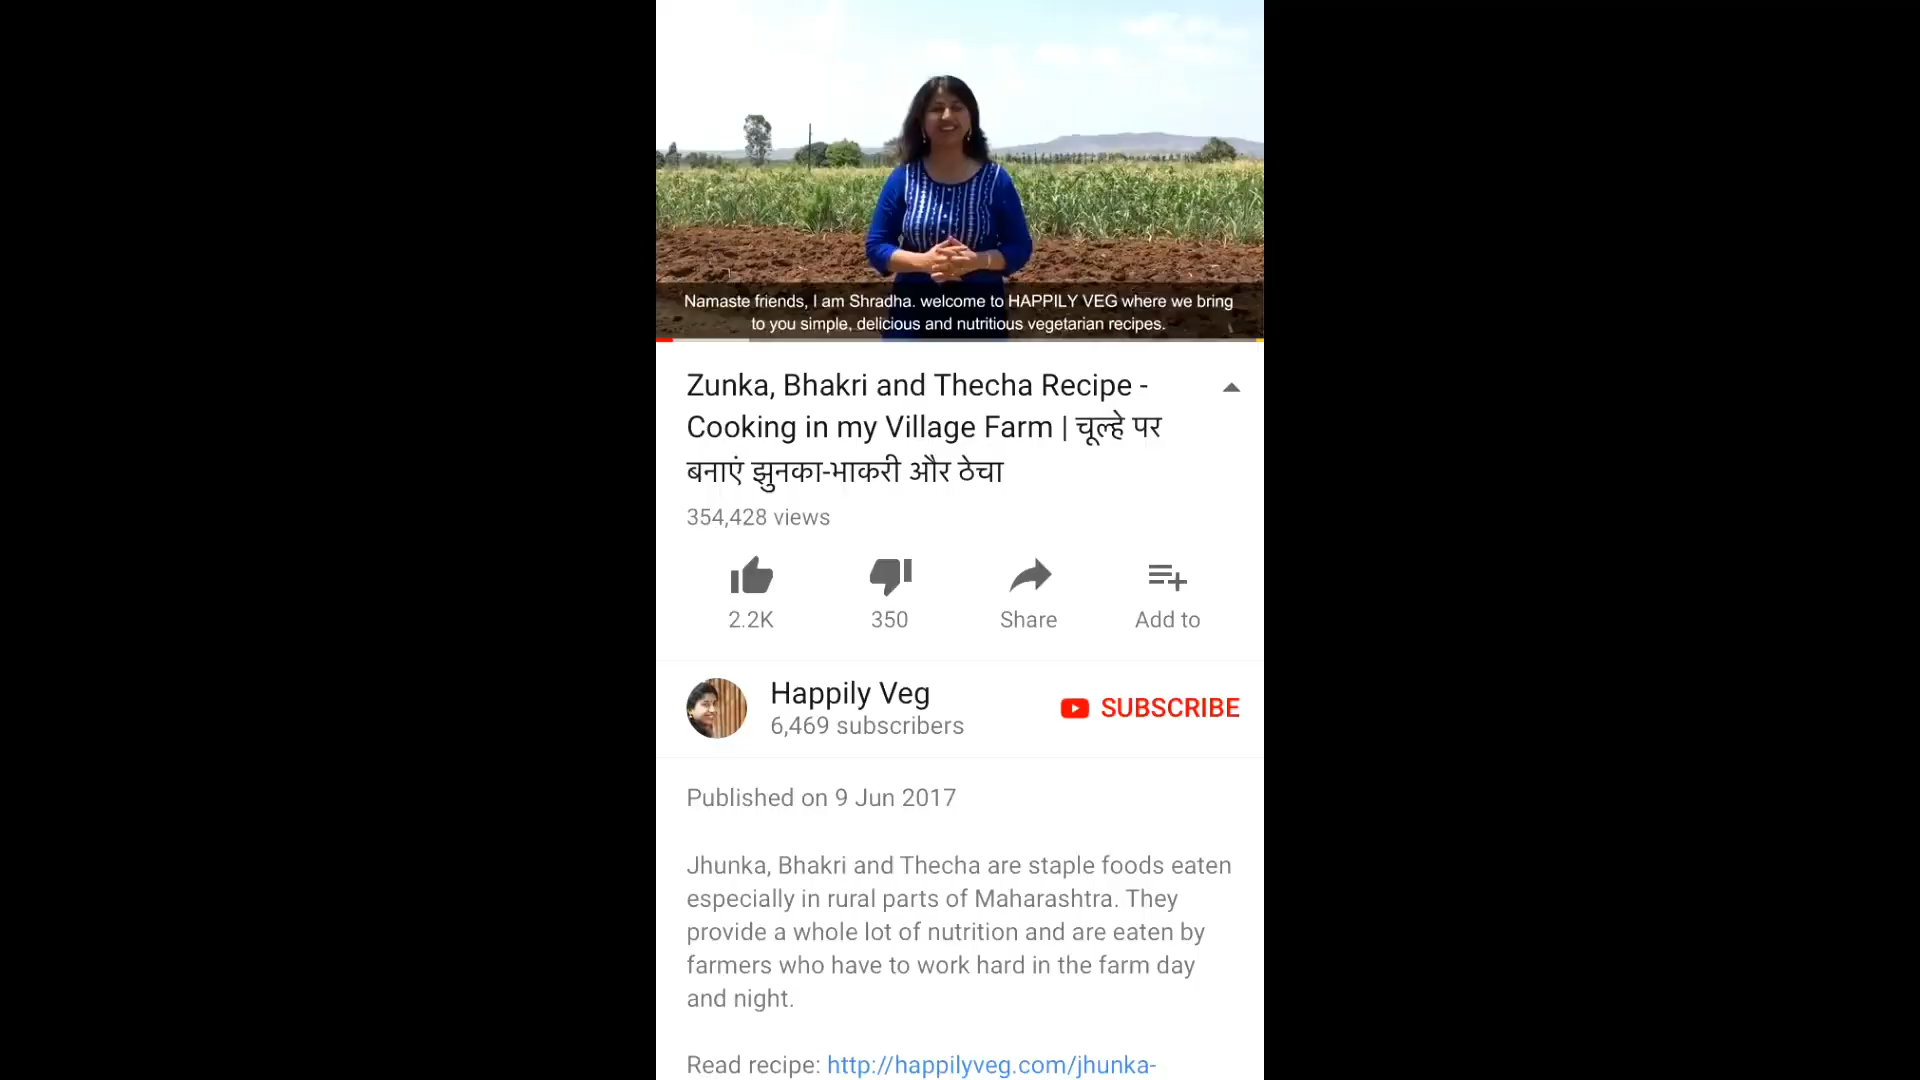 Namaste friends, I am Shradha. welcome to HAPPILY VEG where we bring
to you simple, delicious and nutritious vegetarian recipes.
Zunka, Bhakri and Thecha Recipe -
Cooking in my Village Farm | चूल्हे पर
बनाएं झुनका-भाकरी और ठेचा
354,428 views
2.2K
350
Share
Add to
Happily Veg
6,469 subscribers
SUBSCRIBE
Published on 9 Jun 2017
Jhunka, Bhakri and Thecha are staple foods eaten
especially in rural parts of Maharashtra. They
provide a whole lot of nutrition and are eaten by
farmers who have to work hard in the farm day
and night.
Read recipe: http://happilyveg.com/jhunka-